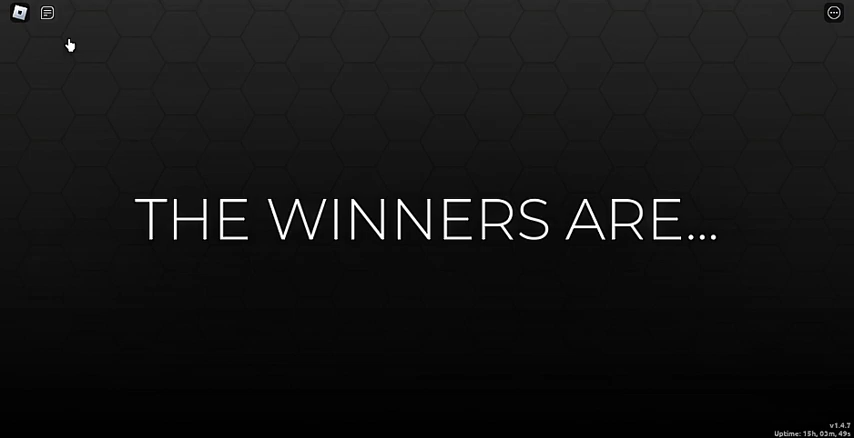 THE WINNERS ARE...
v1.4.7
Uptime: 15h, 03m, 49s